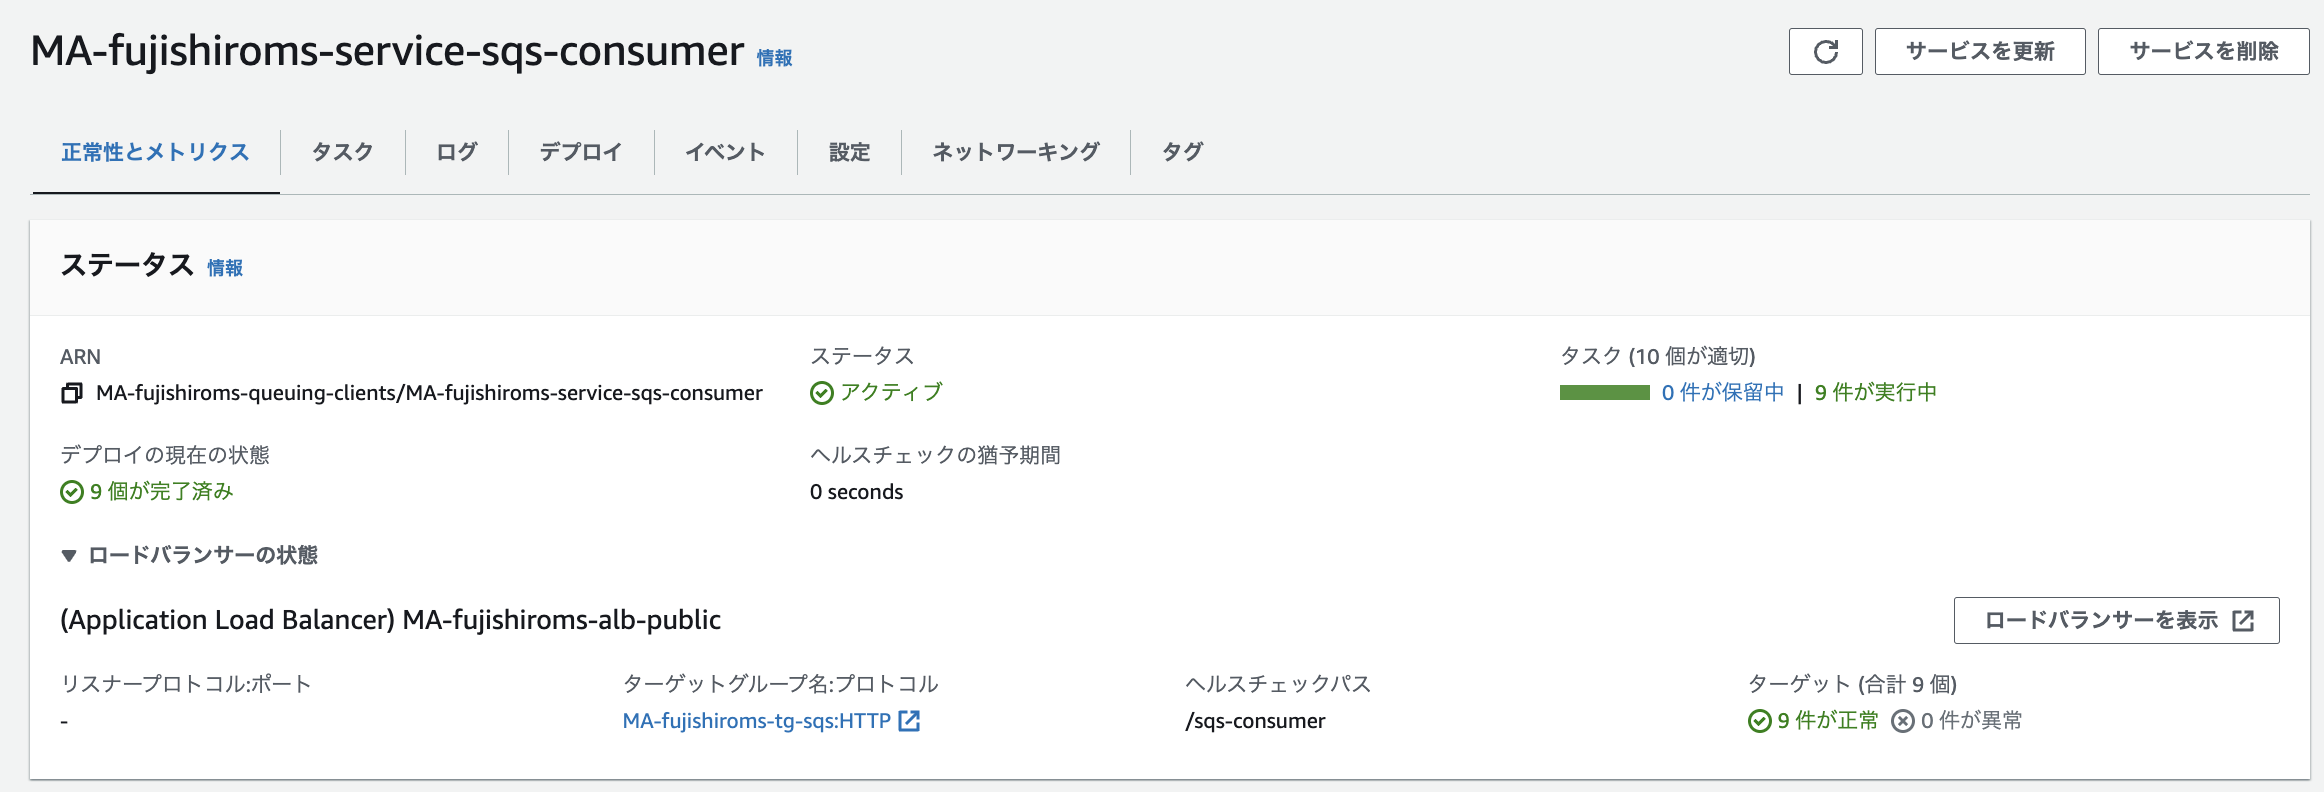 MA-fujishiroms-service-sqs-consumer 情報
サービスを更新
サービスを削除
正常性とメトリクス
タスク
ログ
デプロイ
イベント
設定
ネットワーキング
タグ
ステータス 情報
ARN
MA-fujishiroms-queuing-clients/MA-fujishiroms-service-sqs-consumer
ステータス
アクティブ
タスク (10 個が適切)
0 件が保留中 | 9 件が実行中
デプロイの現在の状態
9 個が完了済み
ヘルスチェックの猶予期間
0 seconds
ロードバランサーの状態
(Application Load Balancer) MA-fujishiroms-alb-public
ロードバランサーを表示
リスナープロトコル:ポート
-
ターゲットグループ名:プロトコル
MA-fujishiroms-tg-sqs:HTTP
ヘルスチェックパス
/sqs-consumer
ターゲット (合計 9 個)
9 件が正常 0 件が異常